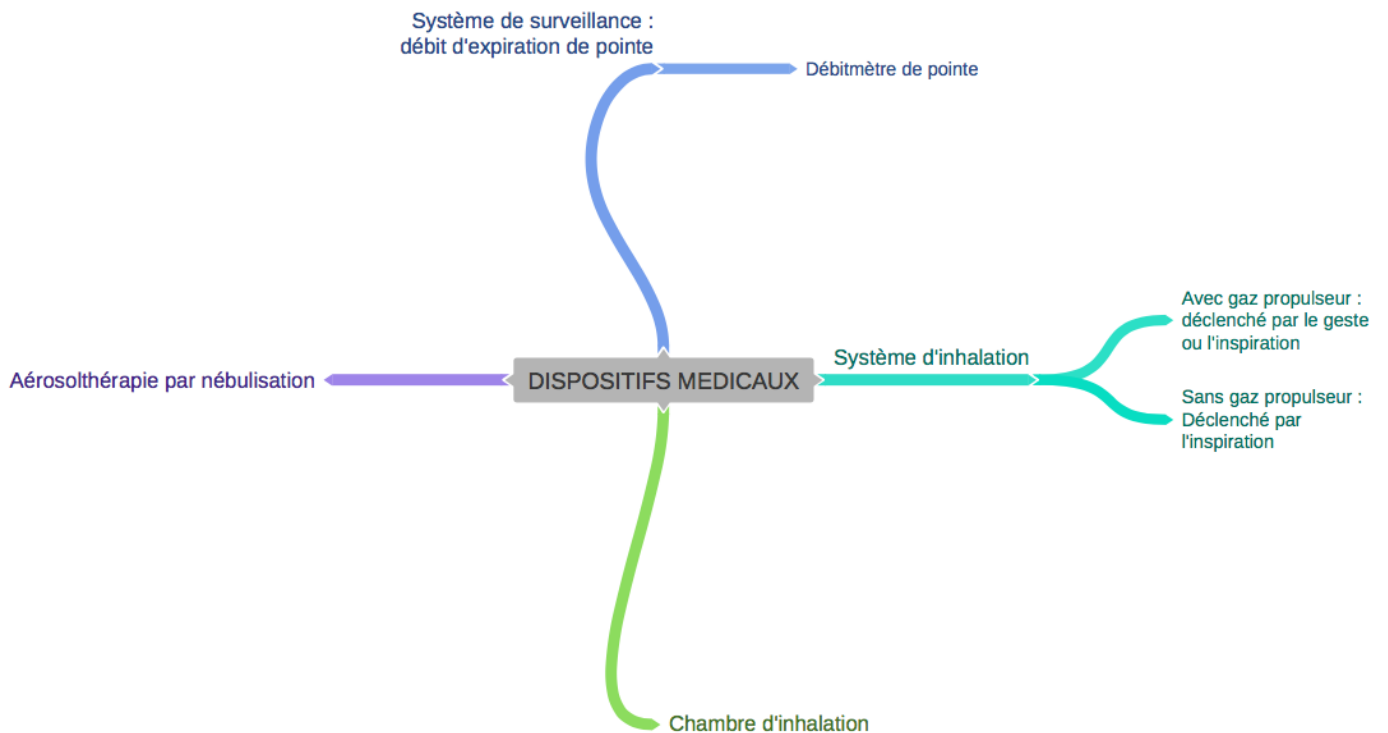 Système de surveillance :
débit d'expiration de pointe
Débitmètre de pointe
Avec gaz propulseur :
déclenché par le geste
ou l'inspiration
Système d'inhalation
Aérosolthérapie par nébulisation
DISPOSITIFS MEDICAUX
Sans gaz propulseur :
Déclenché par
l'inspiration
Chambre d'inhalation